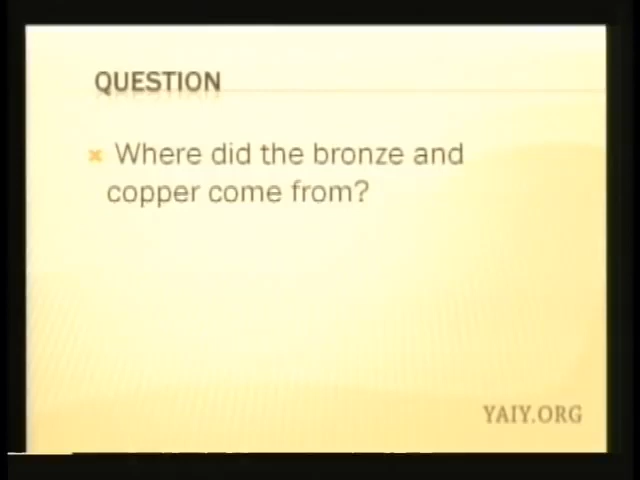 QUESTION
Where did the bronze and
copper come from?
YAIY.ORG